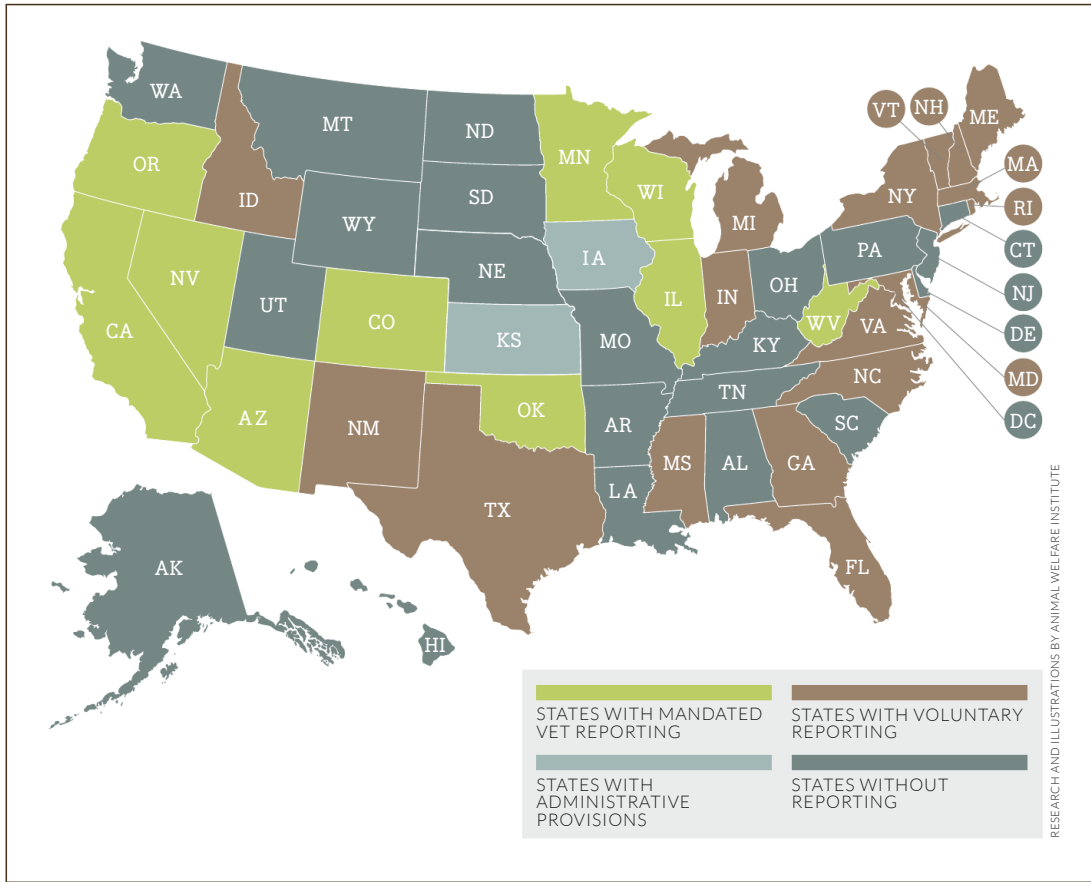 WA
MT
ND
MN
VT
NH
ME
OR
ID
SD
WI
MI
NY
MA
RI
WY
IA
NE
PA
CT
NV
UT
CO
IL
IN
OH
NJ
CA
KS
MO
WV
VA
DE
KY
MD
NC
TN
DC
AZ
NM
OK
AR
SC
MS
AL
GA
LA
TX
FL
AK
HI
STATES WITH MANDATED
VET REPORTING
STATES WITH VOLUNTARY
REPORTING
STATES WITH
ADMINISTRATIVE
PROVISIONS
STATES WITHOUT
REPORTING
RESEARCH AND ILLUSTRATIONS BY ANIMAL WELFARE INSTITUTE